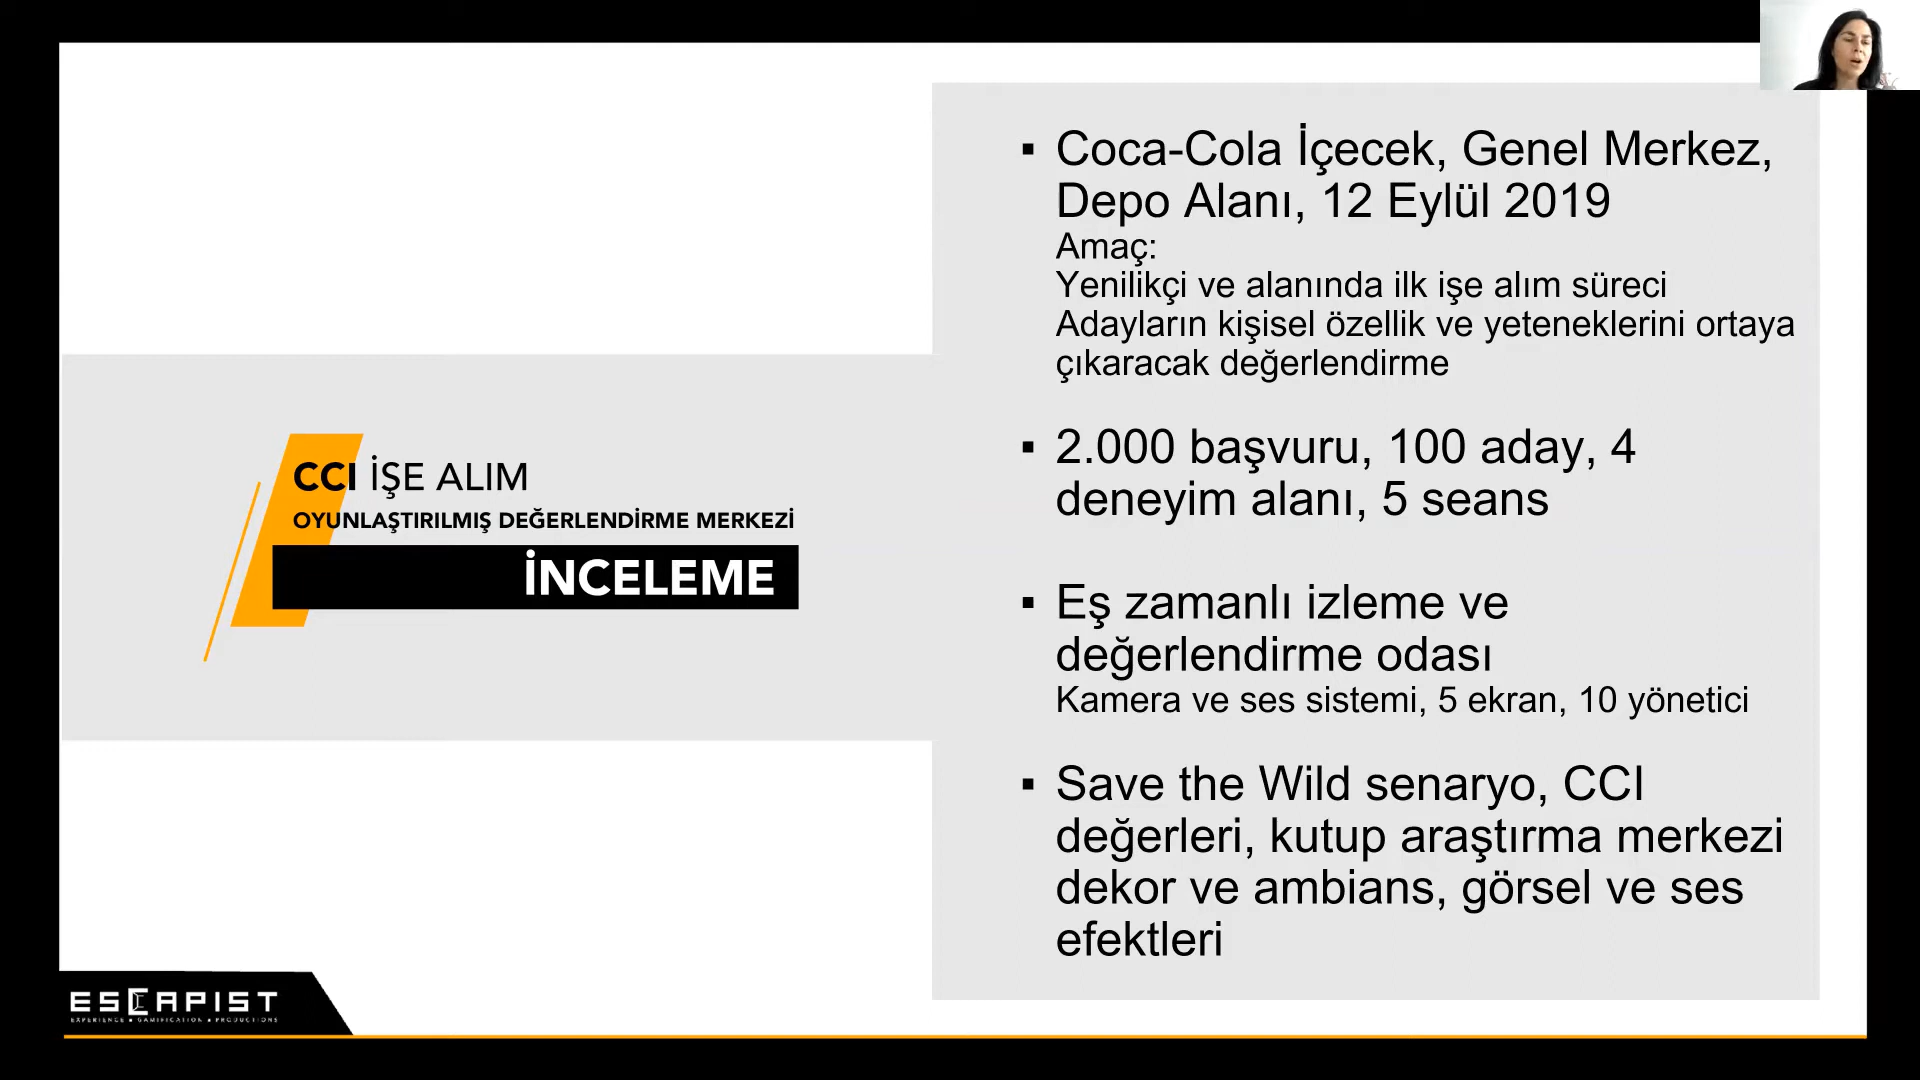 CCI İŞE ALIM
OYUNLAŞTIRILMIŞ DEĞERLENDİRME MERKEZİ
İNCELEME
▪ Coca-Cola İçecek, Genel Merkez,
Depo Alanı, 12 Eylül 2019
Amaç:
Yenilikçi ve alanında ilk işe alım süreci
Adayların kişisel özellik ve yeteneklerini ortaya
çıkaracak değerlendirme
▪ 2.000 başvuru, 100 aday, 4
deneyim alanı, 5 seans
▪ Eş zamanlı izleme ve
değerlendirme odası
Kamera ve ses sistemi, 5 ekran, 10 yönetici
▪ Save the Wild senaryo, CCI
değerleri, kutup araştırma merkezi
dekor ve ambians, görsel ve ses
efektleri
ESCAPIST
EXPERIENCE • GAMIFICATION • PRODUCTIONS